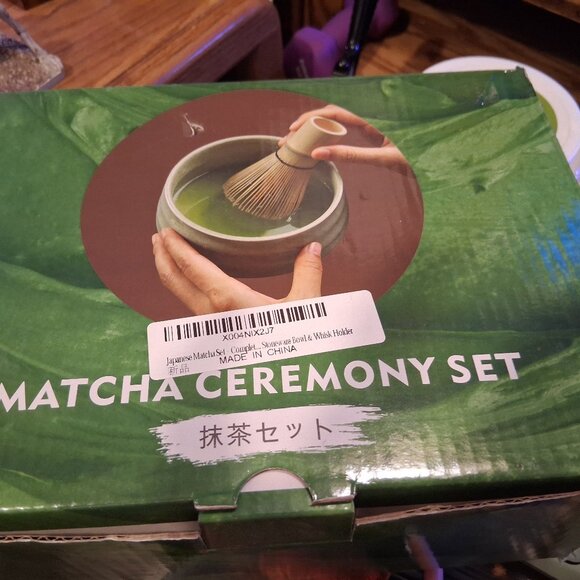 X004NIX2J7
Japanese Matcha Set - Complet... Stoneware Bowl & Whisk Holder
新品
MADE IN CHINA
MATCHA CEREMONY SET
抹茶セット